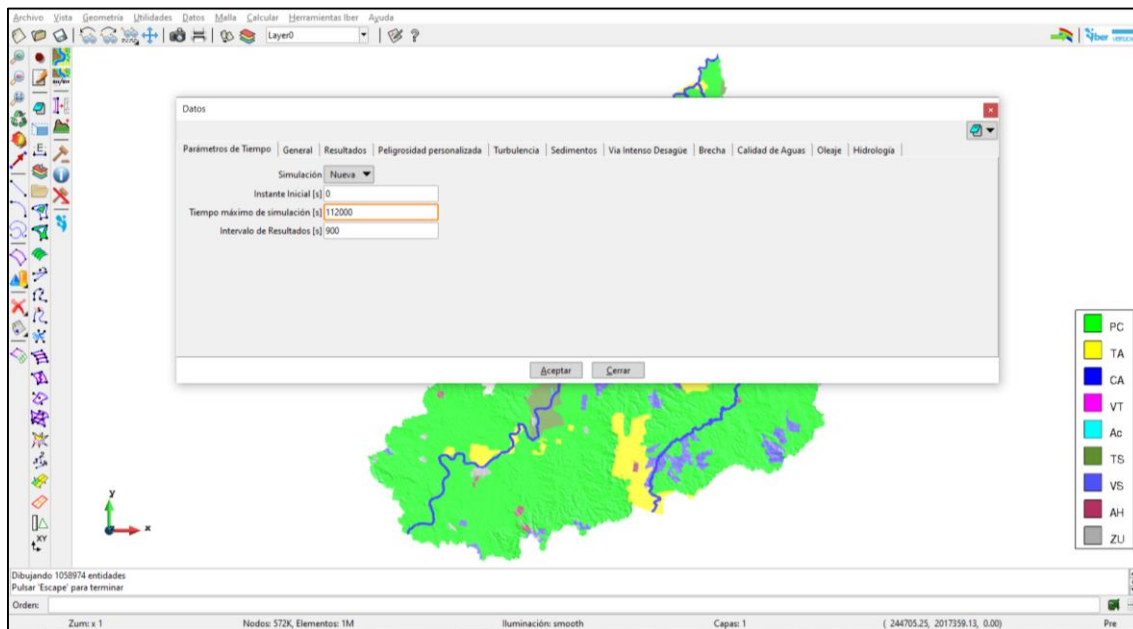 Archivo Vista Geometría Utilidades Datos Malla Calcular Herramientas Iber Ayuda
Layer0
Iber
Datos
Parámetros de Tiempo General Resultados Peligrosidad personalizada Turbulencia Sedimentos Via Intenso Desagüe Brecha Calidad de Aguas Oleaje Hidrología
Simulación Nueva
Instante Inicial [s] 0
Tiempo máximo de simulación [s] 112000
Intervalo de Resultados [s] 900
Aceptar Cerrar
PC
TA
CA
VT
Ac
TS
VS
AH
ZU
y
x
Dibujando 1058974 entidades
Pulsar 'Escape' para terminar
Orden:
Zum: x 1 Nodos: 572K, Elementos: 1M Iluminación: smooth Capas: 1 ( 244705.25, 2017359.13, 0.00) Pre